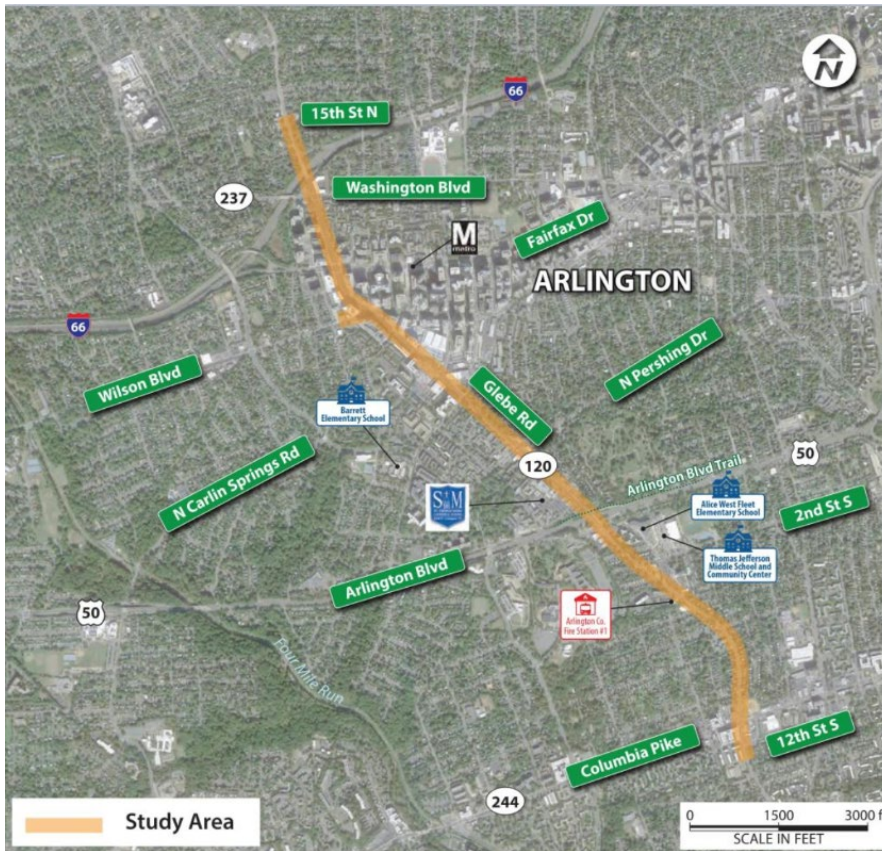 N
66
15th St N
Washington Blvd
237
M
metro
Fairfax Dr
ARLINGTON
66
Wilson Blvd
N Pershing Dr
Glebe Rd
Barrett
Elementary School
N Carlin Springs Rd
120
50
Arlington Blvd Trail
S M
Alice West Fleet
Elementary School
2nd St S
Thomas Jefferson
Middle School and
Community Center
Arlington Blvd
50
Arlington Co.
Fire Station #1
Four Mile Run
12th St S
Columbia Pike
244
Study Area
0 1500 3000 f
SCALE IN FEET